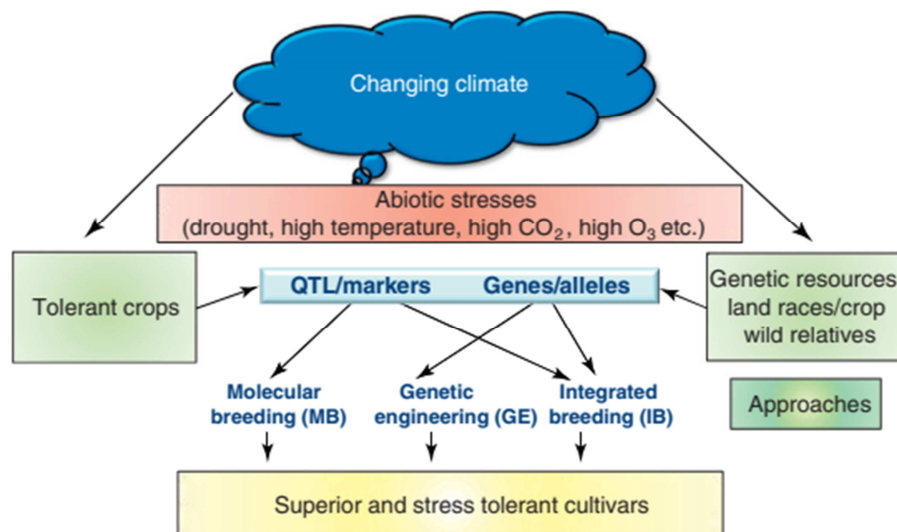 Changing climate
Abiotic stresses
(drought, high temperature, high CO₂, high O₃ etc.)
Tolerant crops
QTL/markers Genes/alleles
Genetic resources
land races/crop
wild relatives
Molecular
breeding (MB)
Genetic
engineering (GE)
Integrated
breeding (IB)
Approaches
Superior and stress tolerant cultivars